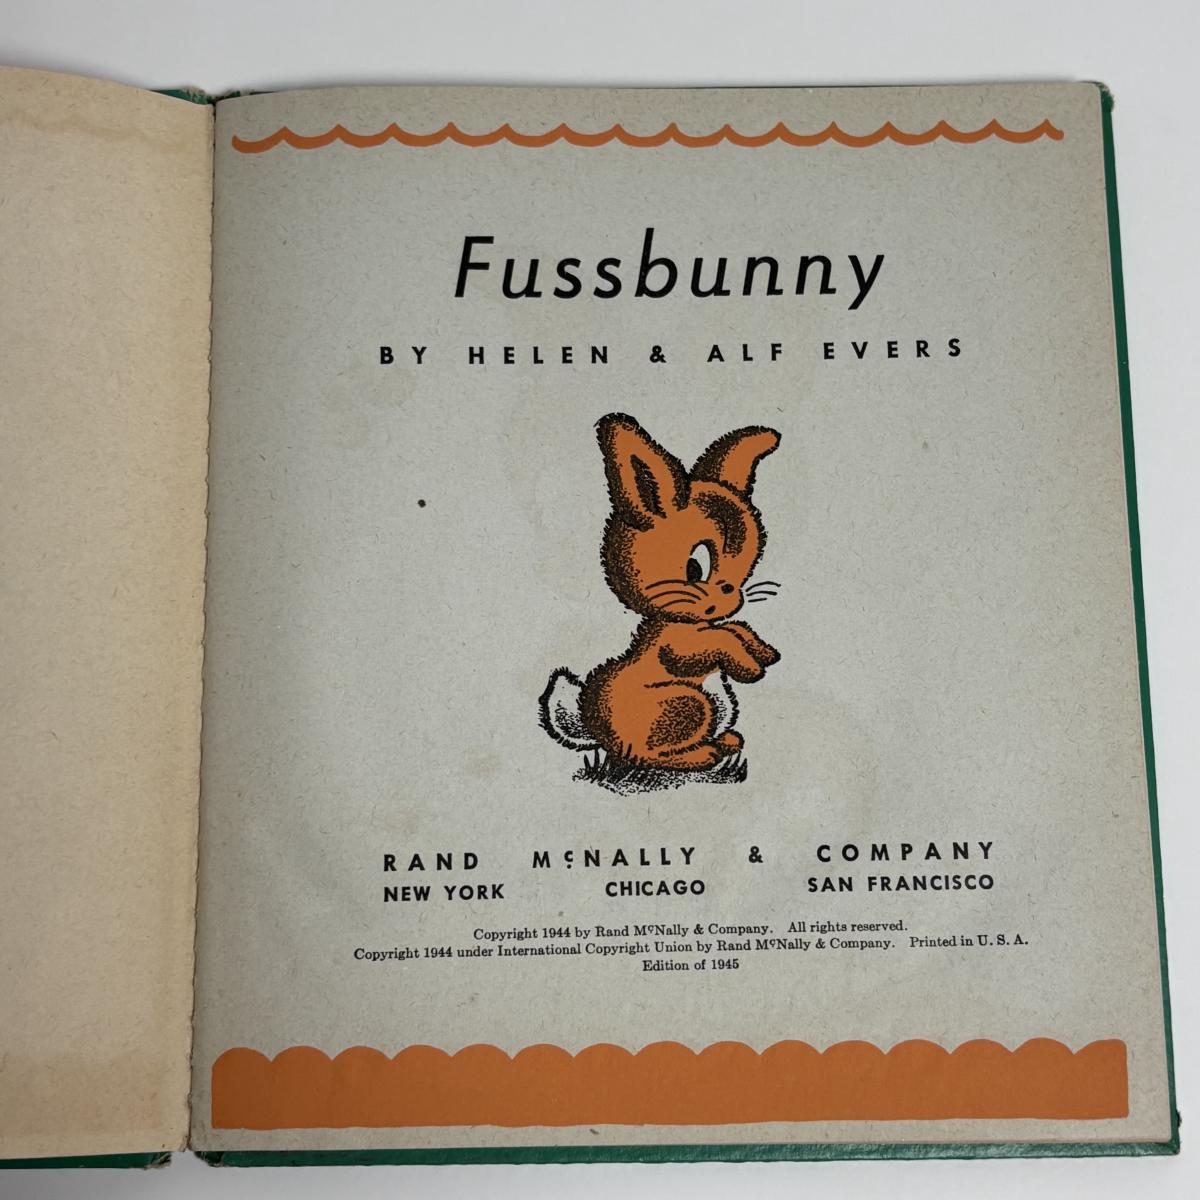 Fussbunny
BY HELEN & ALF EVERS
RAND McNALLY & COMPANY
NEW YORK CHICAGO SAN FRANCISCO
Copyright 1944 by Rand McNally & Company. All rights reserved.
Copyright 1944 under International Copyright Union by Rand McNally & Company. Printed in U. S. A.
Edition of 1945